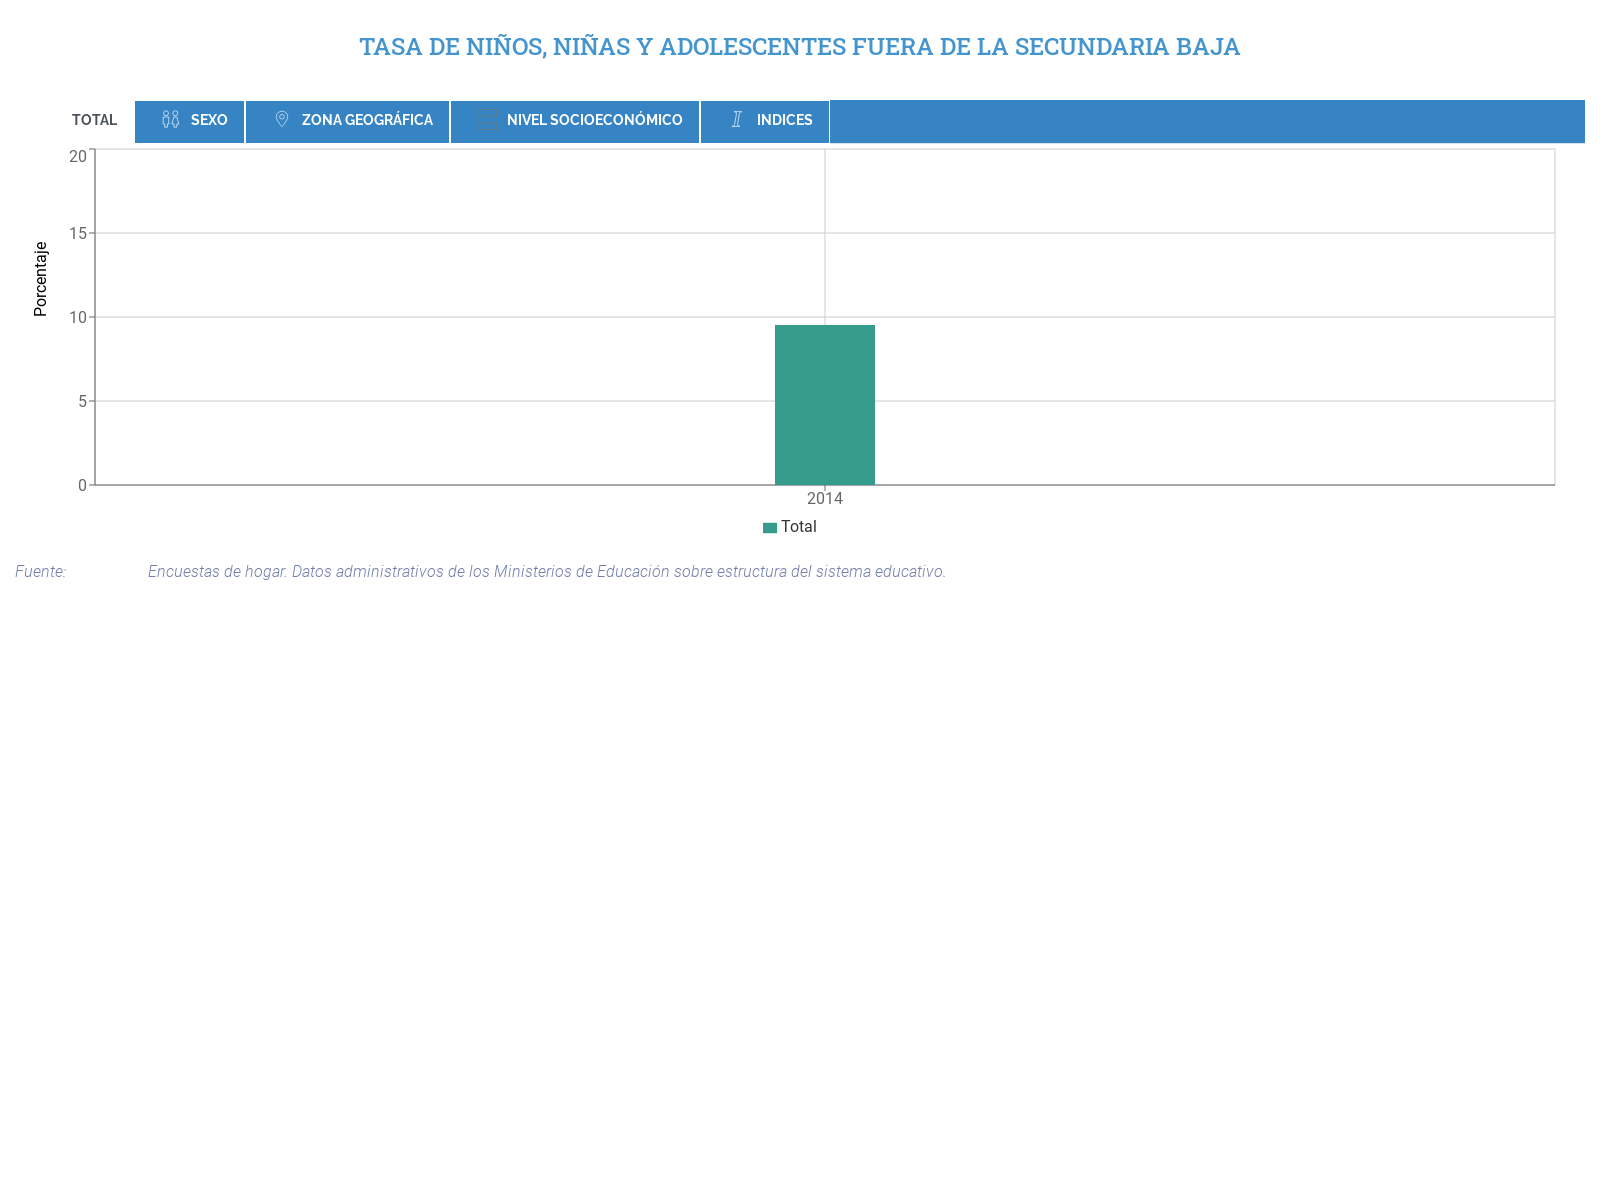 TASA DE NIÑOS, NIÑAS Y ADOLESCENTES FUERA DE LA SECUNDARIA BAJA
TOTAL SEXO ZONA GEOGRÁFICA NIVEL SOCIOECONÓMICO INDICES
20
15
10
5
0
Porcentaje
2014
Total
Fuente: Encuestas de hogar. Datos administrativos de los Ministerios de Educación sobre estructura del sistema educativo.